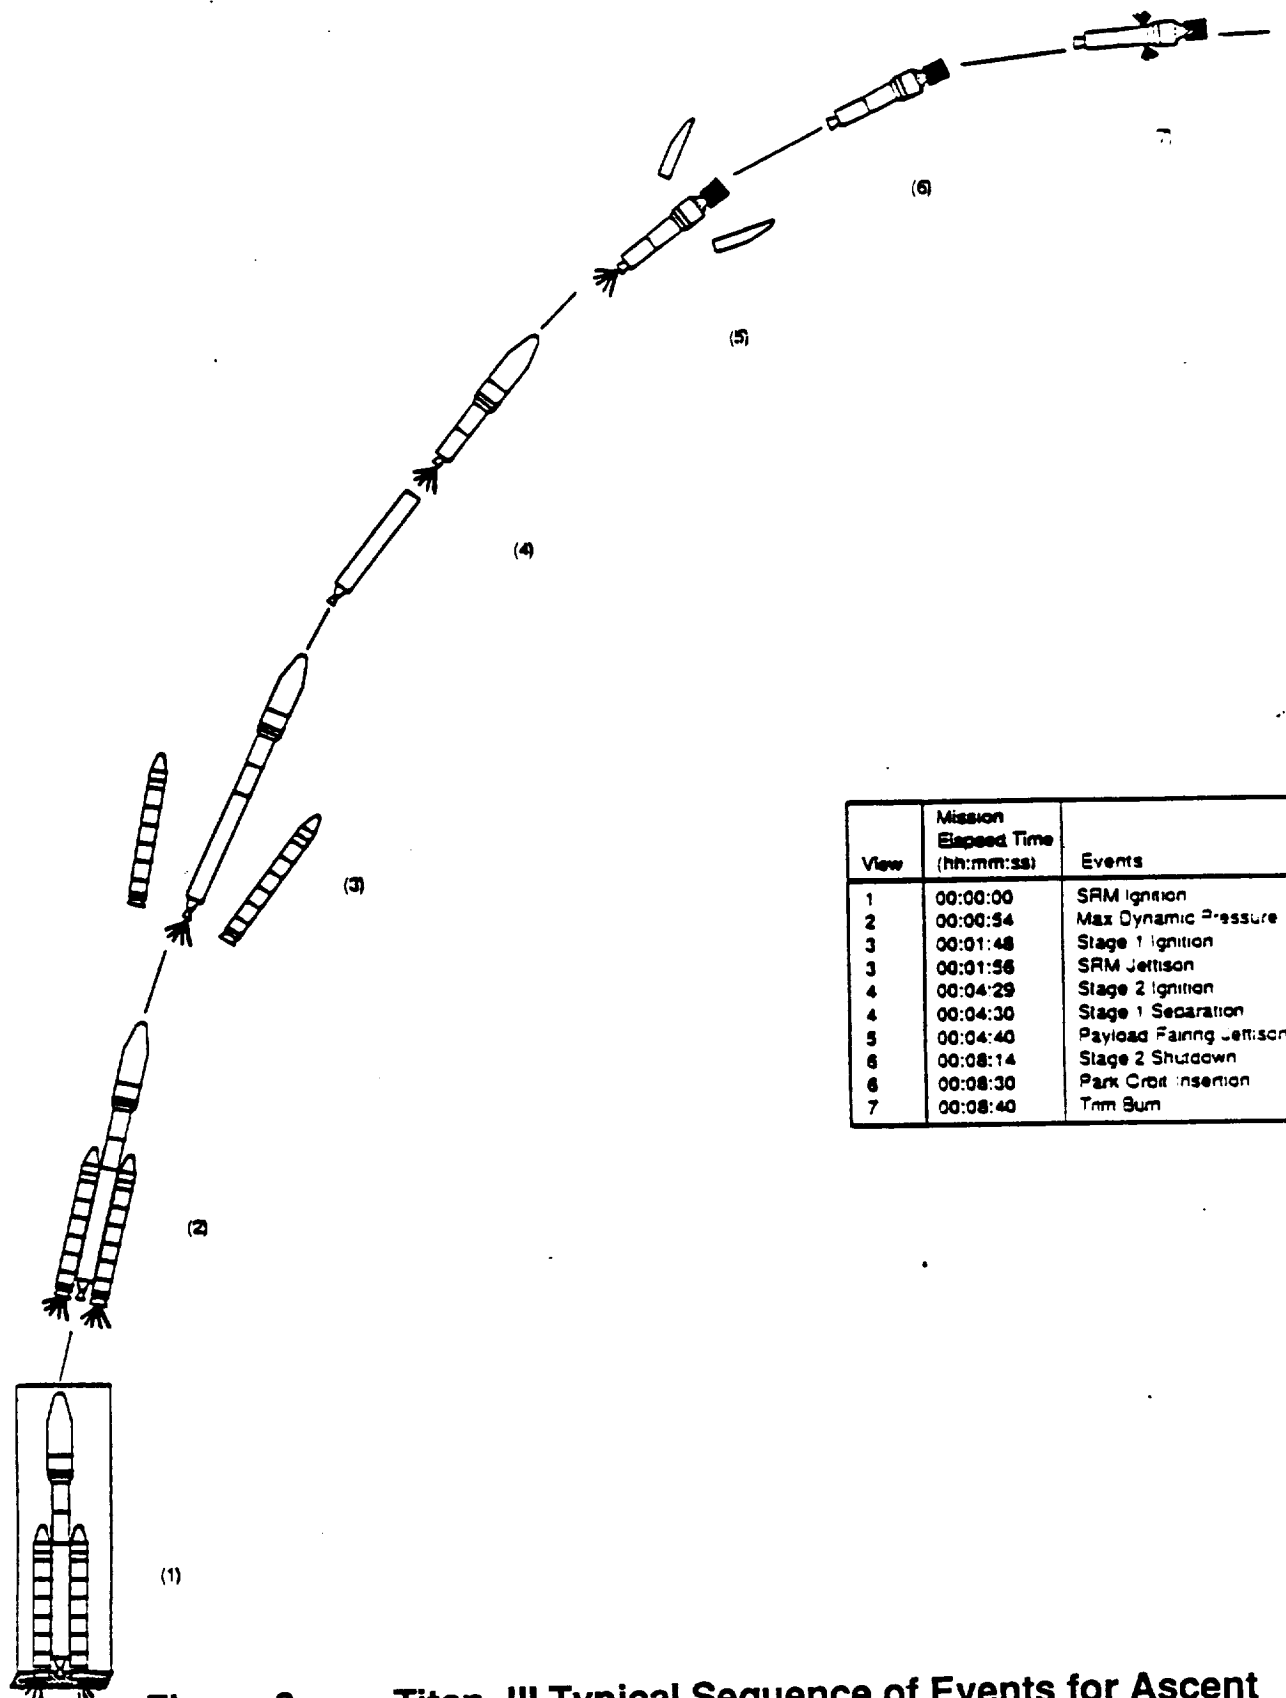 (7)
(6)
(5)
(4)
(3)
(2)
(1)
View Mission Elapsed Time (hh:mm:ss) Events
1 00:00:00 SRM Ignition
2 00:00:54 Max Dynamic Pressure
3 00:01:48 Stage 1 Ignition
3 00:01:56 SRM Jettison
4 00:04:29 Stage 2 Ignition
4 00:04:30 Stage 1 Separation
5 00:04:40 Payload Fairing Jettison
6 00:08:14 Stage 2 Shutdown
6 00:08:30 Park Orbit Insertion
7 00:08:40 Trim Burn
Titan III Typical Sequence of Events for Ascent